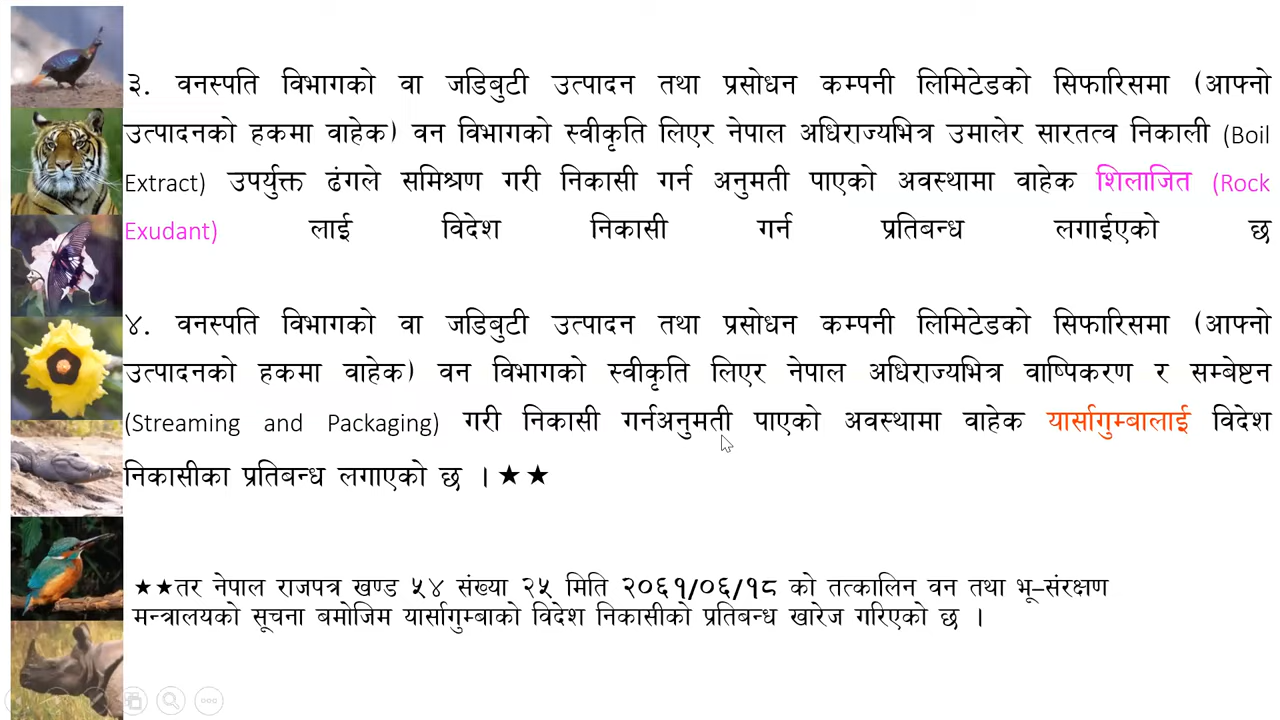 ३. वनस्पति विभागको वा जडिबुटी उत्पादन तथा प्रसोधन कम्पनी लिमिटेडको सिफारिसमा (आफ्नो
उत्पादनको हकमा वाहेक) वन विभागको स्वीकृति लिएर नेपाल अधिराज्यभित्र उमालेर सारतत्व निकाली (Boil
Extract) उपर्युक्त ढंगले समिश्रण गरी निकासी गर्न अनुमती पाएको अवस्थामा वाहेक शिलाजित (Rock
Exudant) लाई विदेश निकासी गर्न प्रतिबन्ध लगाईएको छ
४. वनस्पति विभागको वा जडिबुटी उत्पादन तथा प्रसोधन कम्पनी लिमिटेडको सिफारिसमा (आफ्नो
उत्पादनको हकमा वाहेक) वन विभागको स्वीकृति लिएर नेपाल अधिराज्यभित्र वाष्पिकरण र सम्बेष्टन
(Streaming and Packaging) गरी निकासी गर्नअनुमती पाएको अवस्थामा वाहेक यार्सागुम्बालाई विदेश
निकासीका प्रतिबन्ध लगाएको छ । ★★
★★तर नेपाल राजपत्र खण्ड ५४ संख्या २५ मिति २०६१/०६/१८ को तत्कालिन वन तथा भू–संरक्षण
मन्त्रालयको सूचना बमोजिम यार्सागुम्बाको विदेश निकासीको प्रतिबन्ध खारेज गरिएको छ ।